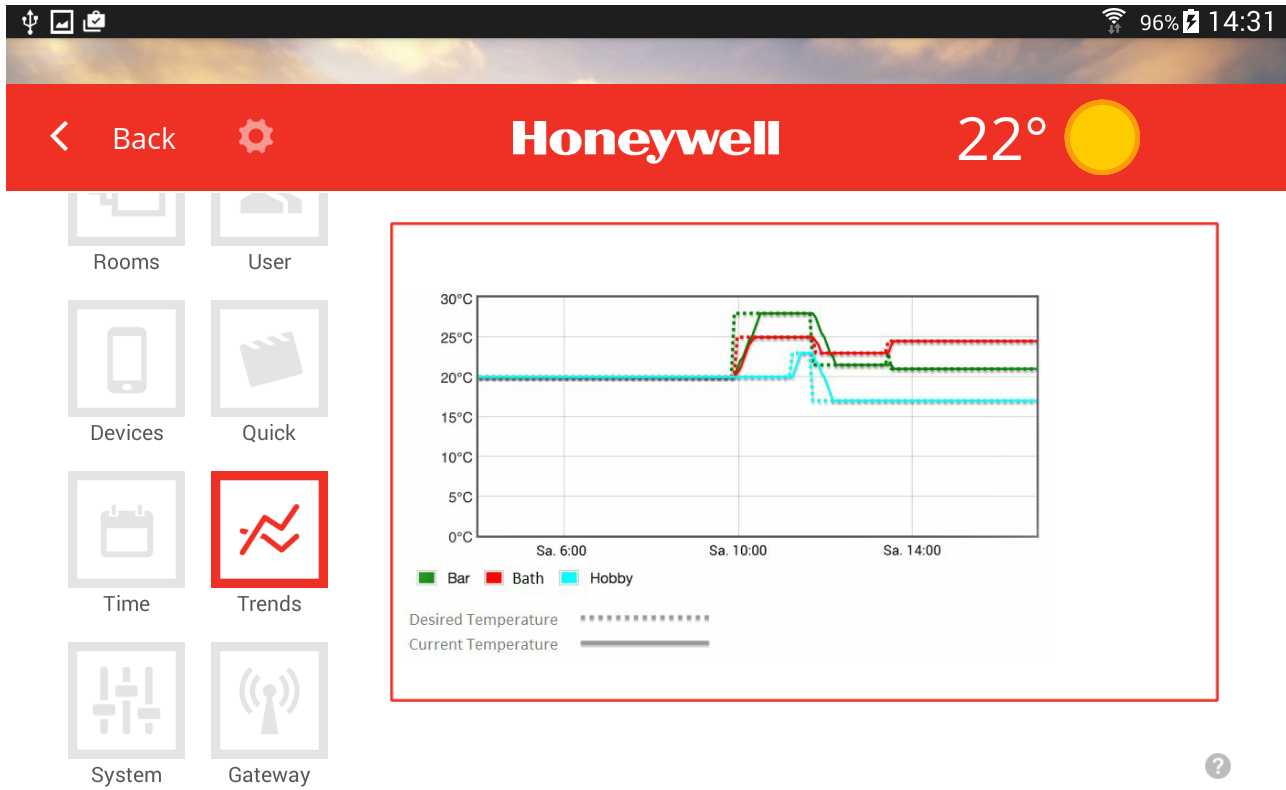 96% 14:31
Back Honeywell 22°
Rooms User
Devices Quick
Time Trends
System Gateway
30°C
25°C
20°C
15°C
10°C
5°C
0°C
Sa. 6:00 Sa. 10:00 Sa. 14:00
Bar Bath Hobby
Desired Temperature
Current Temperature
?